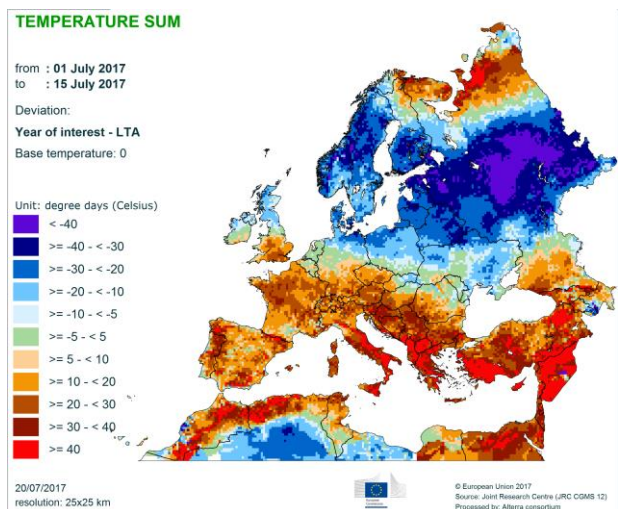 TEMPERATURE SUM
from : 01 July 2017
to : 15 July 2017
Deviation:
Year of interest - LTA
Base temperature: 0
Unit: degree days (Celsius)
< -40
>= -40 - < -30
>= -30 - < -20
>= -20 - < -10
>= -10 - < -5
>= -5 - < 5
>= 5 - < 10
>= 10 - < 20
>= 20 - < 30
>= 30 - < 40
>= 40
20/07/2017
resolution: 25x25 km
European
Commission
© European Union 2017
Source: Joint Research Centre (JRC CGMS 12)
Processed by: Alterra consortium